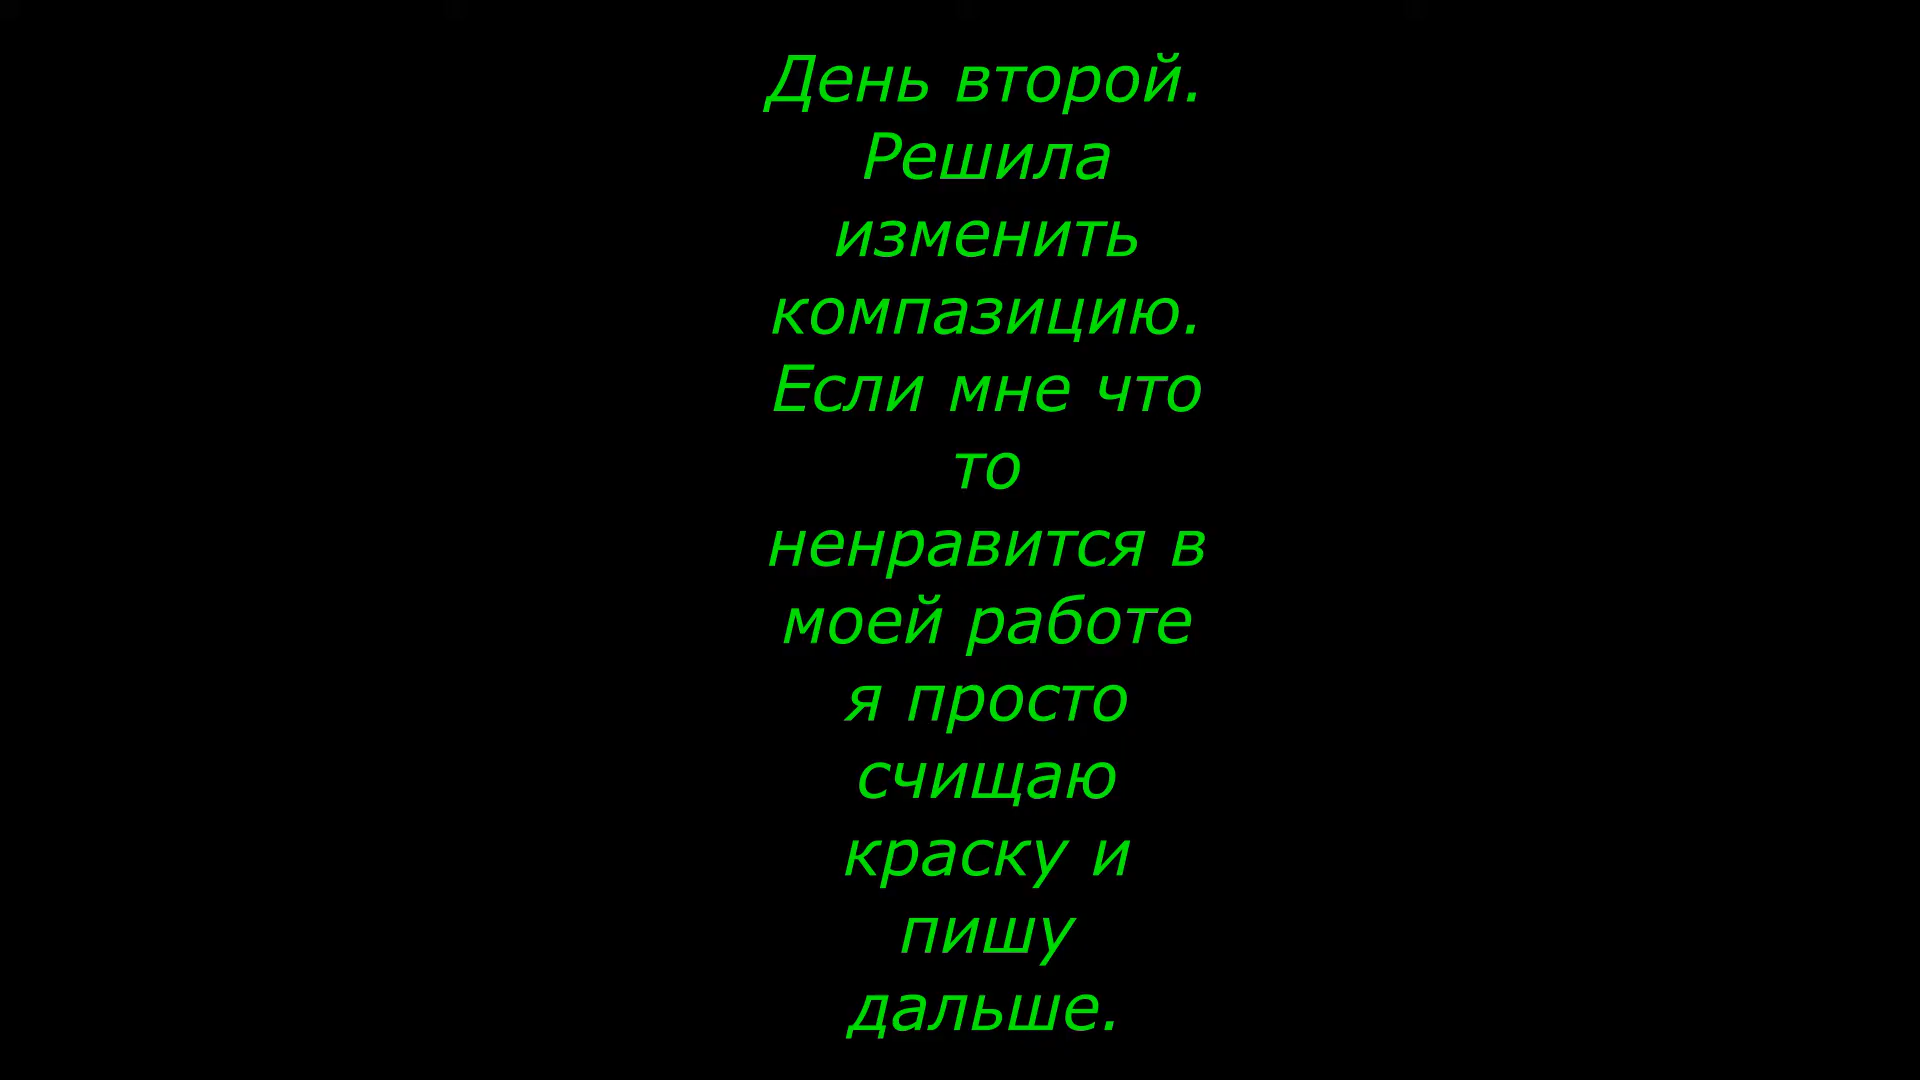 День второй.
Решила
изменить
компазицию.
Если мне что
то
ненравится в
моей работе
я просто
счищаю
краску и
пишу
дальше.